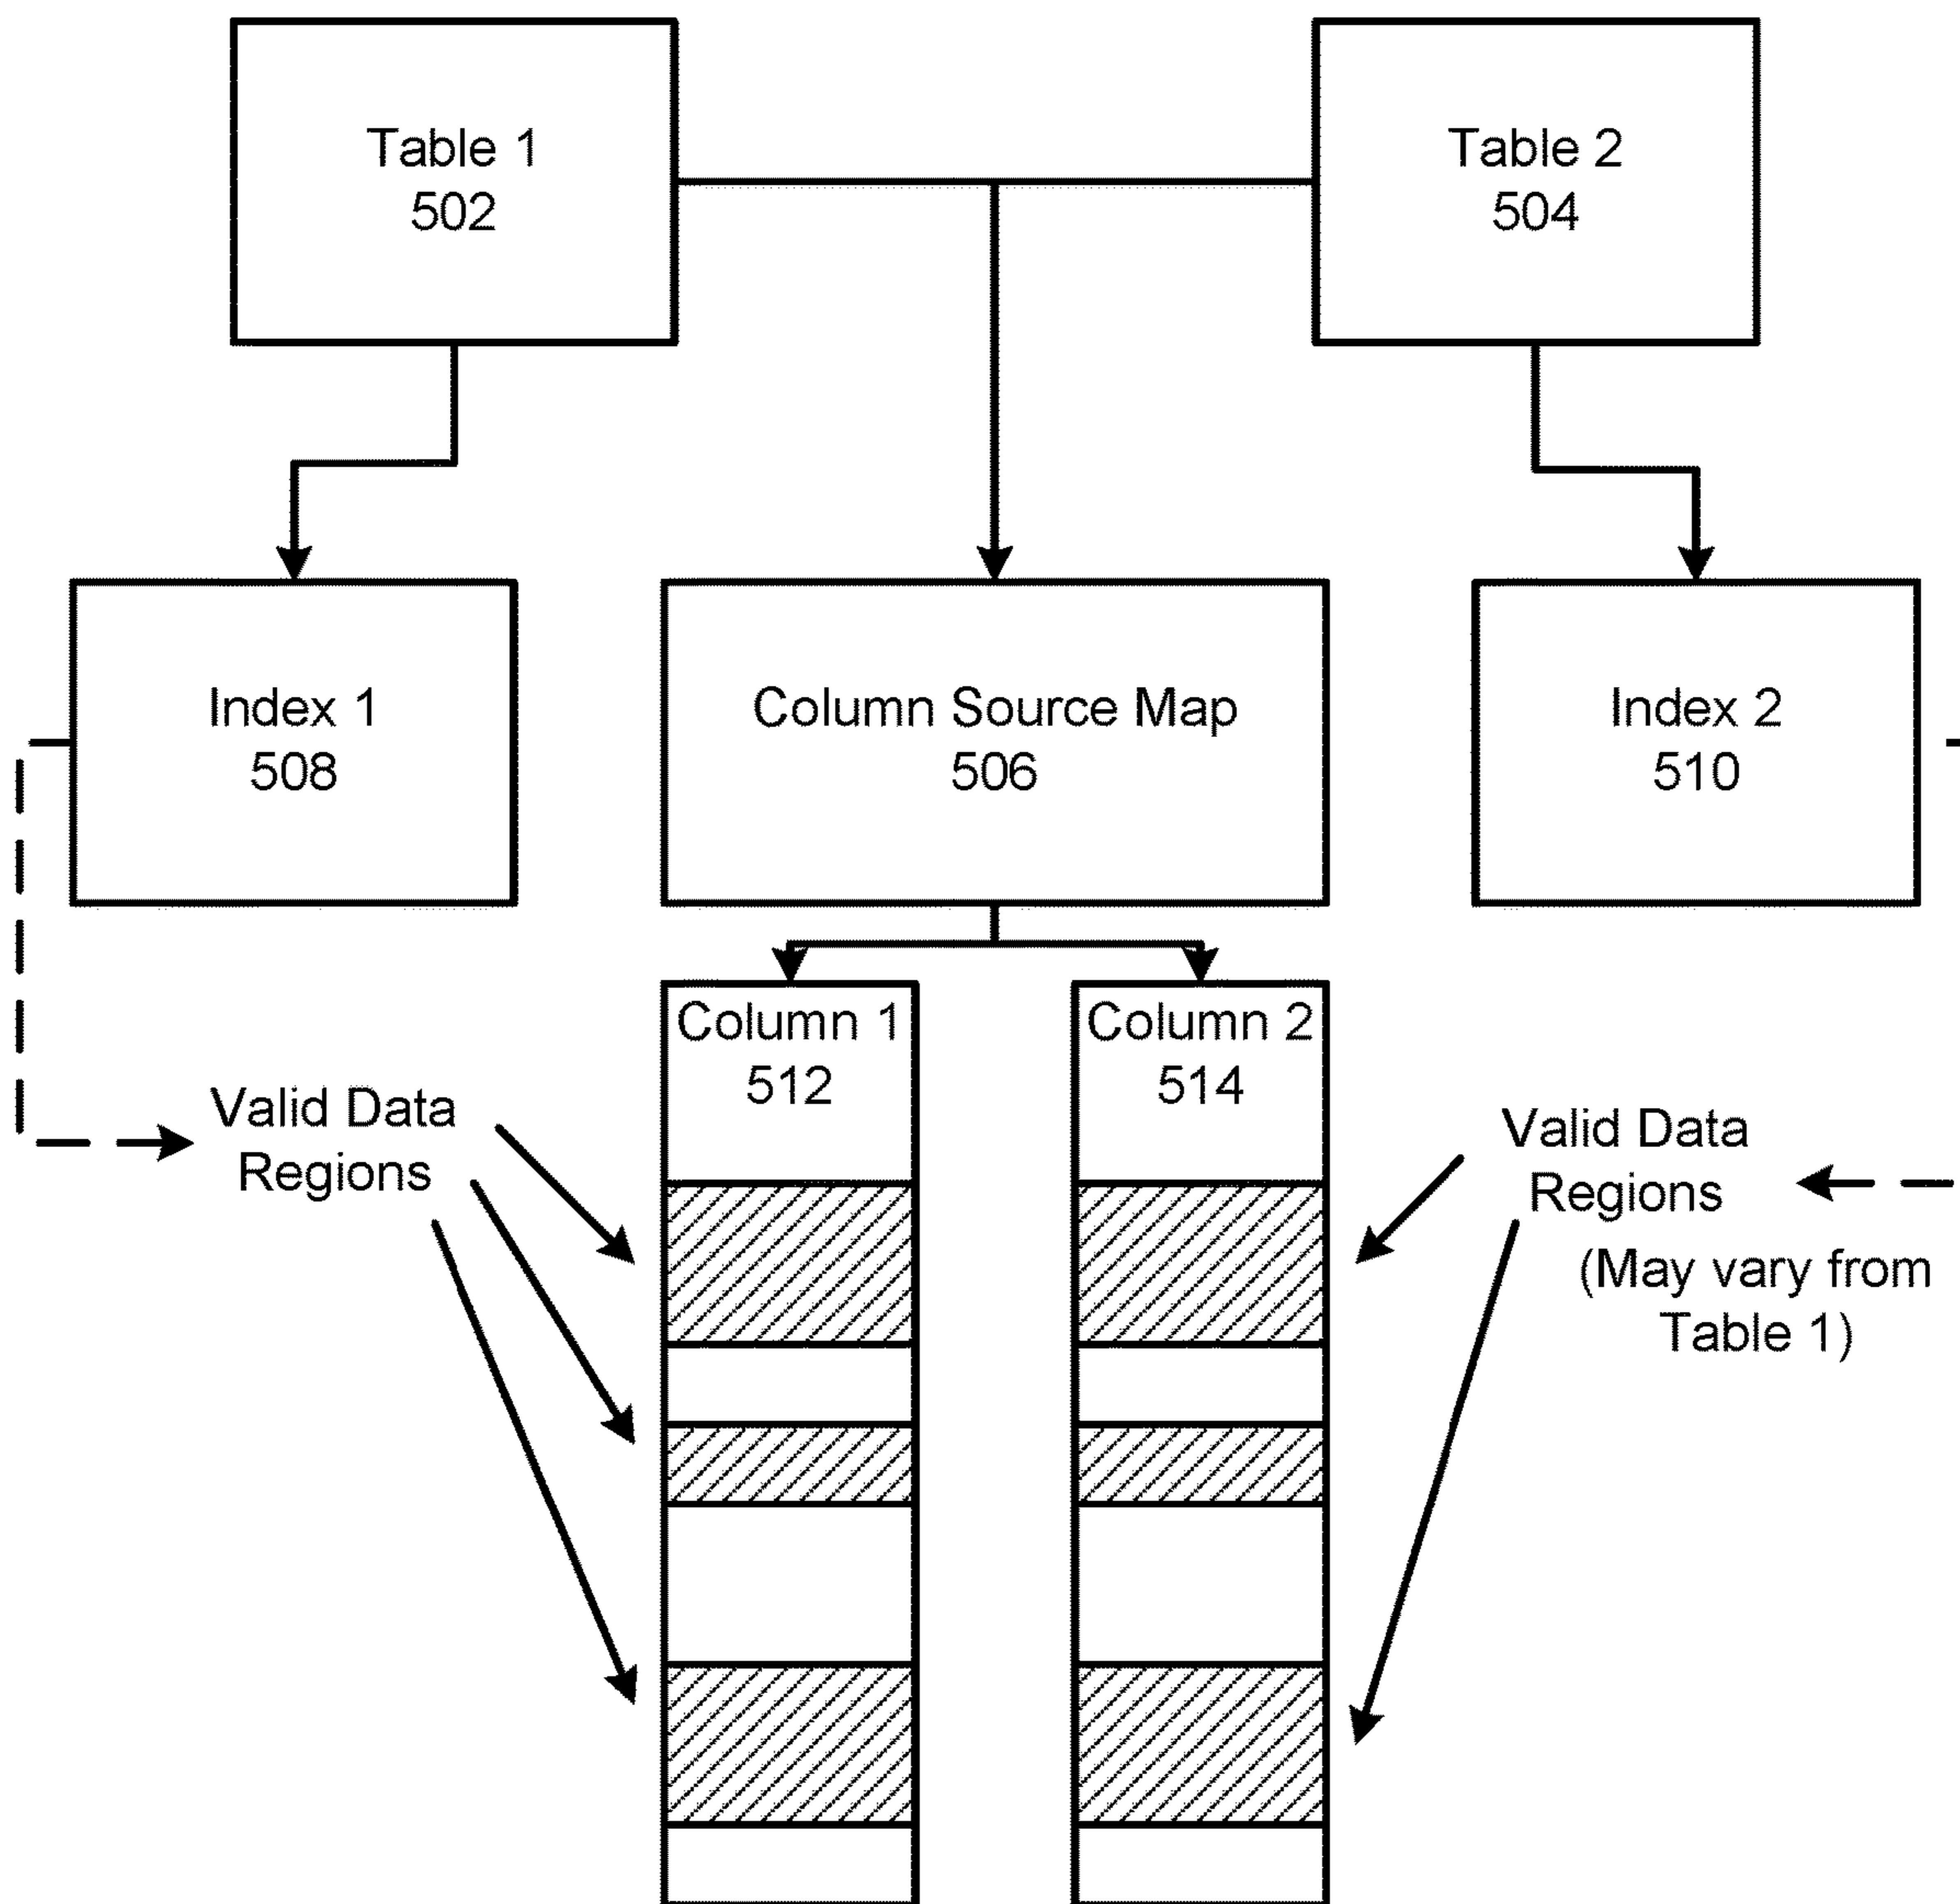 Table 1
502
Table 2
504
Index 1
508
Column Source Map
506
Index 2
510
Column 1
512
Column 2
514
Valid Data
Regions
Valid Data
Regions
(May vary from
Table 1)